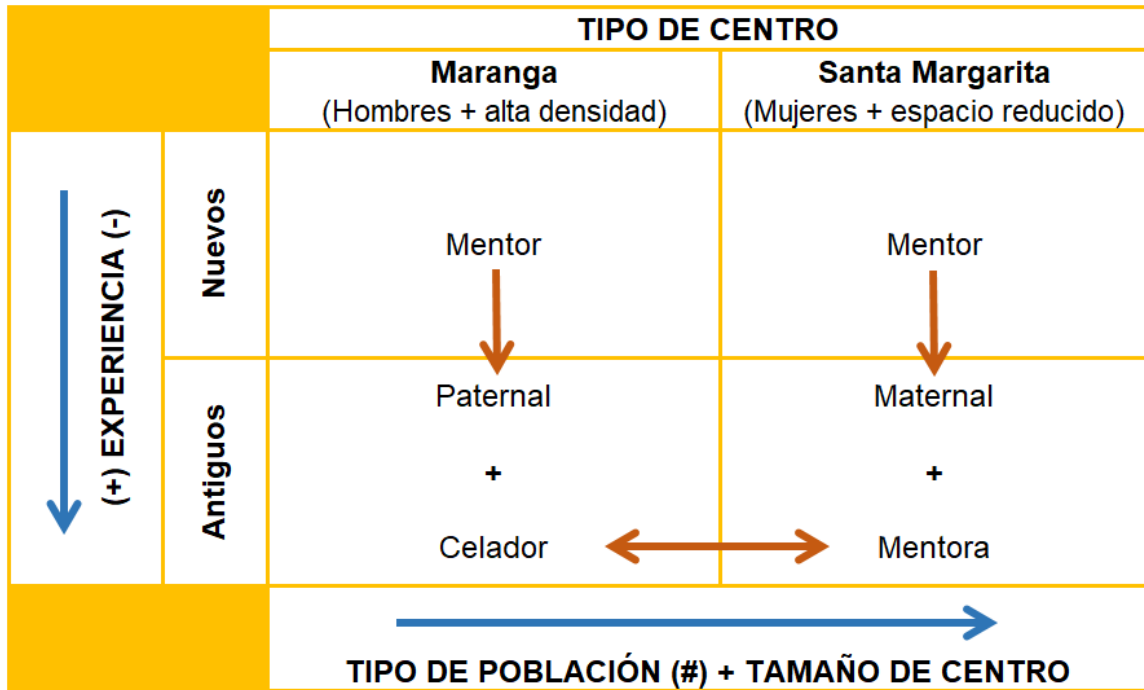 TIPO DE CENTRO
Maranga
(Hombres + alta densidad)
Santa Margarita
(Mujeres + espacio reducido)
(+) EXPERIENCIA (-)
Nuevos
Mentor
Mentor
Antiguos
Paternal
+
Celador
Maternal
+
Mentora
TIPO DE POBLACIÓN (#) + TAMAÑO DE CENTRO